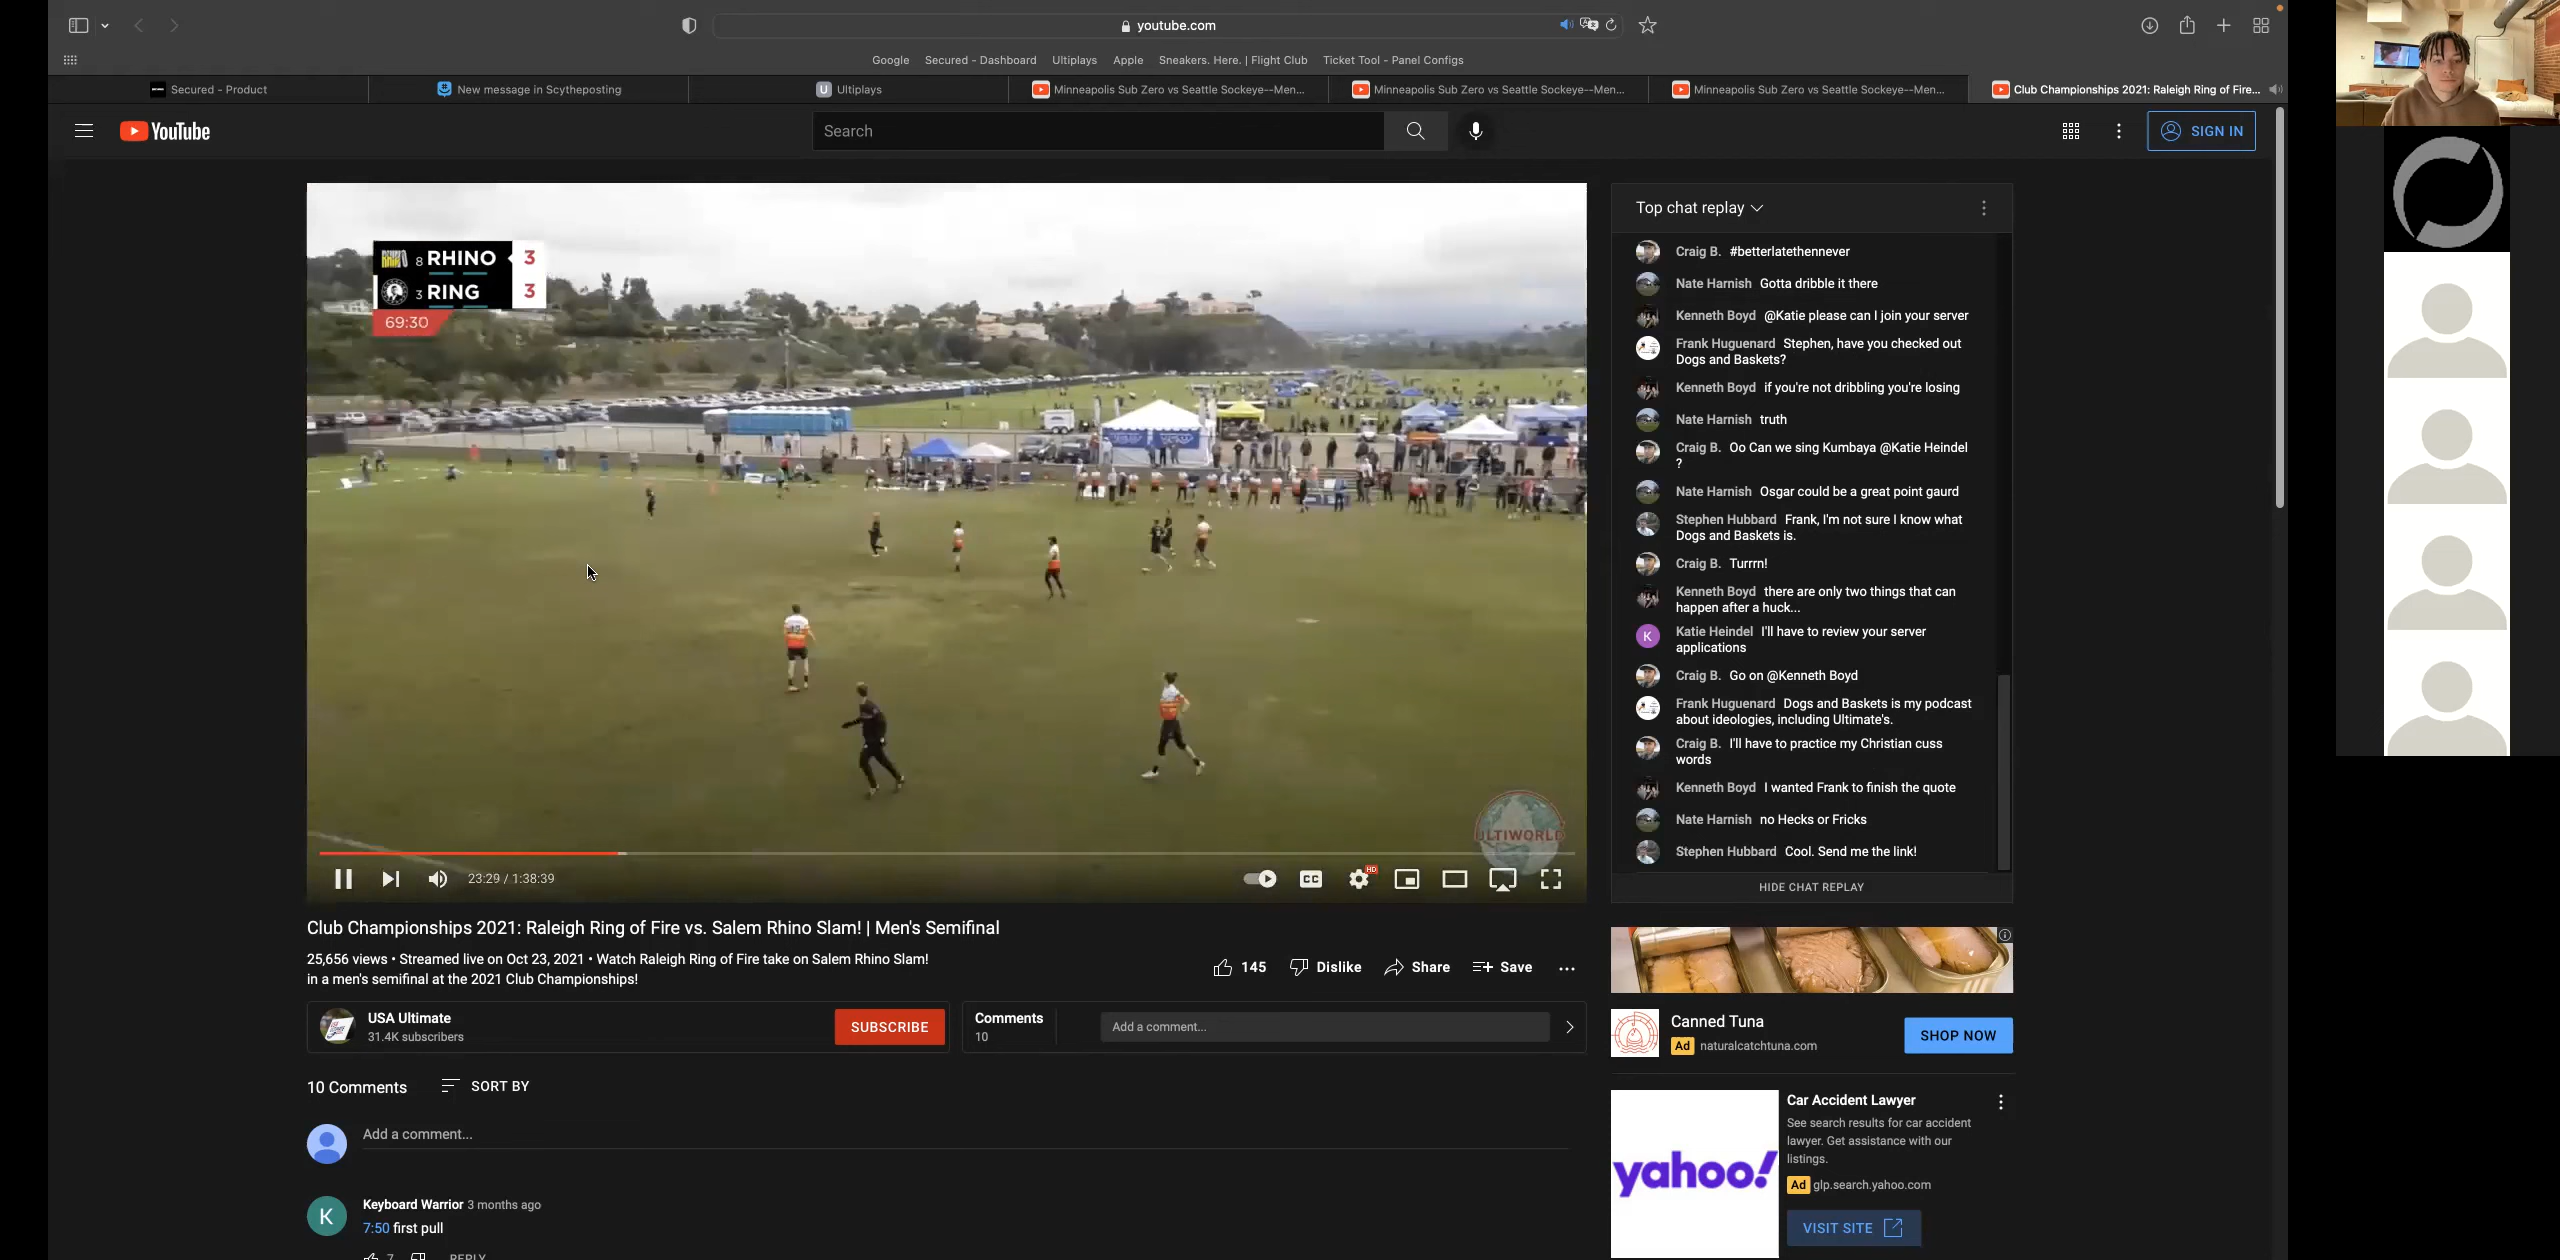 youtube.com
Google Secured - Dashboard Ultiplays Apple Sneakers. Here. | Flight Club Ticket Tool - Panel Configs
Secured - Product
New message in Scytheposting
U Ultiplays
Minneapolis Sub Zero vs Seattle Sockeye--Men...
Minneapolis Sub Zero vs Seattle Sockeye--Men...
Minneapolis Sub Zero vs Seattle Sockeye--Men...
Club Championships 2021: Raleigh Ring of Fire...
YouTube
Search
SIGN IN
8 RHINO 3
3 RING 3
69:30
13
ULTIWORLD
23:29 / 1:38:39
CC
HD
Top chat replay
Craig B. #betterlatethennever
Nate Harnish Gotta dribble it there
Kenneth Boyd @Katie please can I join your server
Frank Huguenard Stephen, have you checked out
Dogs and Baskets?
Kenneth Boyd if you're not dribbling you're losing
Nate Harnish truth
Craig B. Oo Can we sing Kumbaya @Katie Heindel
?
Nate Harnish Osgar could be a great point gaurd
Stephen Hubbard Frank, I'm not sure I know what
Dogs and Baskets is.
Craig B. Turrrn!
Kenneth Boyd there are only two things that can
happen after a huck...
K Katie Heindel I'll have to review your server
applications
Craig B. Go on @Kenneth Boyd
Frank Huguenard Dogs and Baskets is my podcast
about ideologies, including Ultimate's.
Craig B. I'll have to practice my Christian cuss
words
Kenneth Boyd I wanted Frank to finish the quote
Nate Harnish no Hecks or Fricks
Stephen Hubbard Cool. Send me the link!
HIDE CHAT REPLAY
Club Championships 2021: Raleigh Ring of Fire vs. Salem Rhino Slam! | Men's Semifinal
25,656 views • Streamed live on Oct 23, 2021 • Watch Raleigh Ring of Fire take on Salem Rhino Slam!
in a men's semifinal at the 2021 Club Championships!
145 Dislike Share Save
USA Ultimate
31.4K subscribers
SUBSCRIBE
Comments
10
Add a comment...
10 Comments SORT BY
Add a comment...
K
Keyboard Warrior 3 months ago
7:50 first pull
7 REPLY
Canned Tuna
Ad naturalcatchtuna.com
SHOP NOW
yahoo!
Car Accident Lawyer
See search results for car accident
lawyer. Get assistance with our
listings.
Ad glp.search.yahoo.com
VISIT SITE